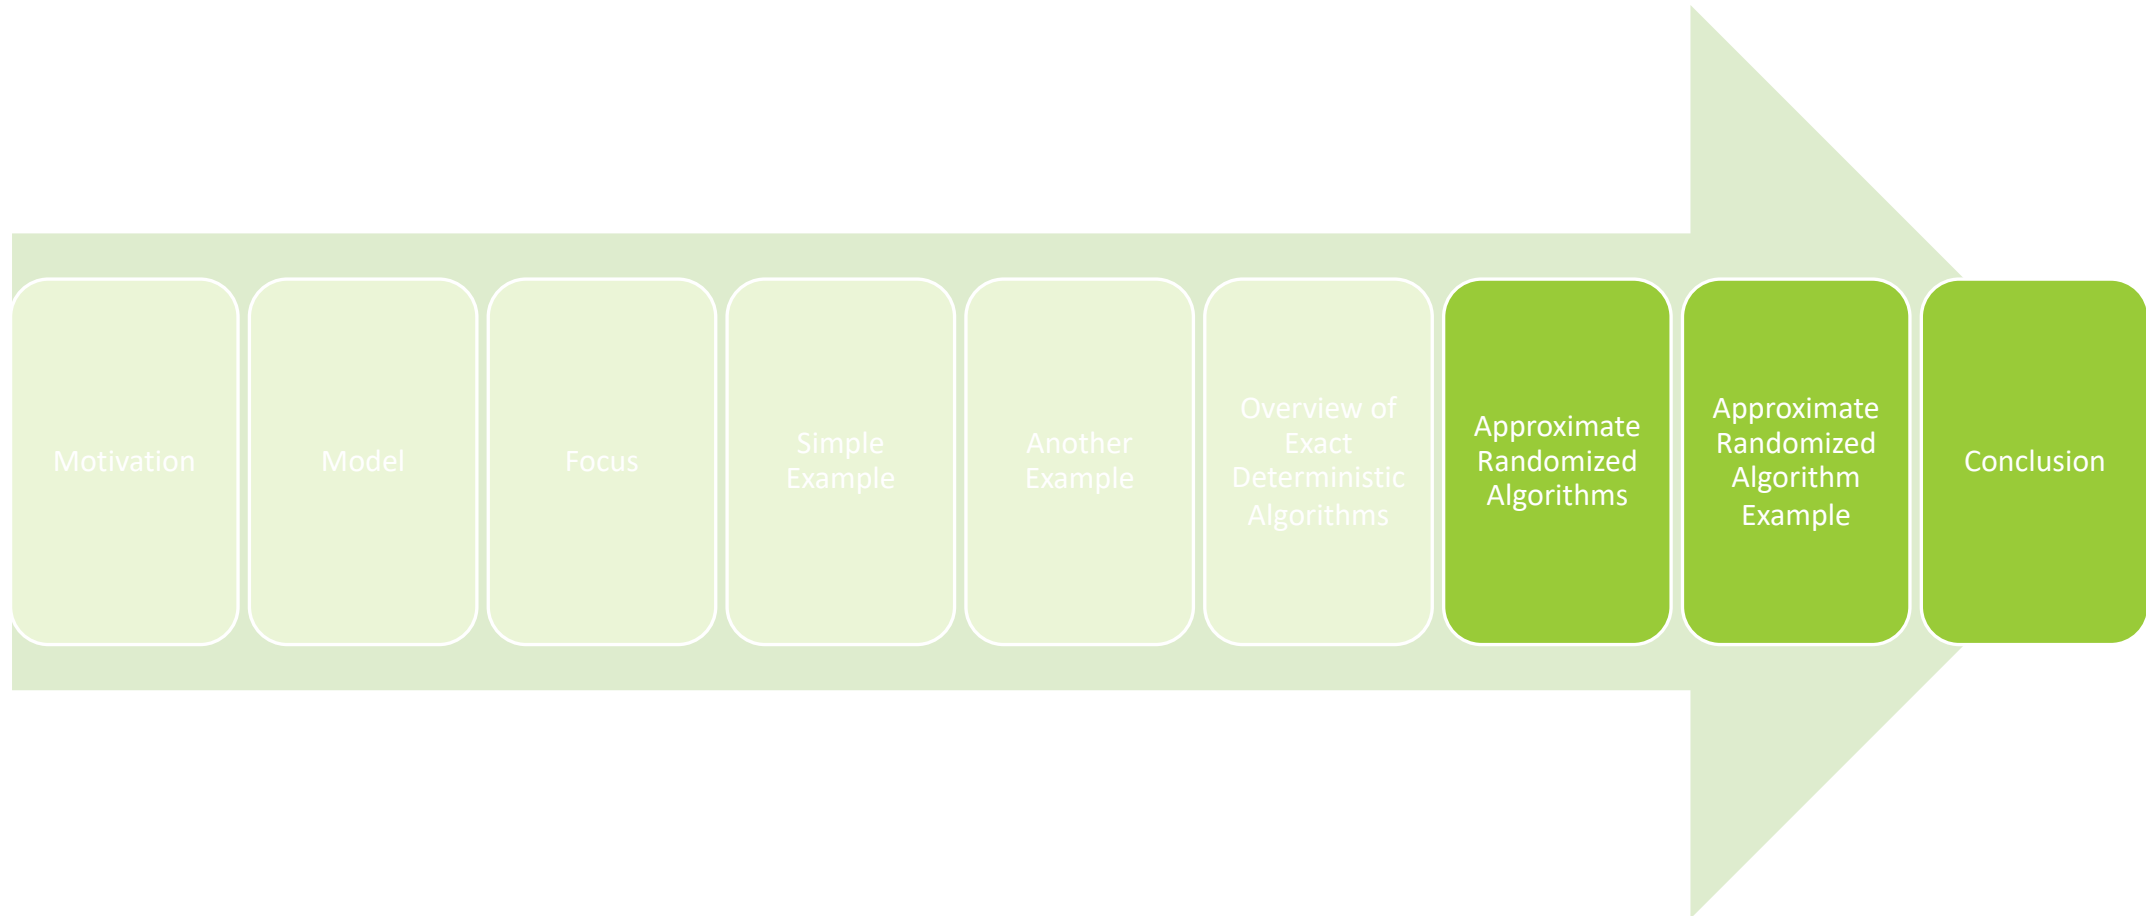 Motivation
Model
Focus
Simple
Example
Another
Example
Overview of
Exact
Deterministic
Algorithms
Approximate
Randomized
Algorithms
Approximate
Randomized
Algorithm
Example
Conclusion